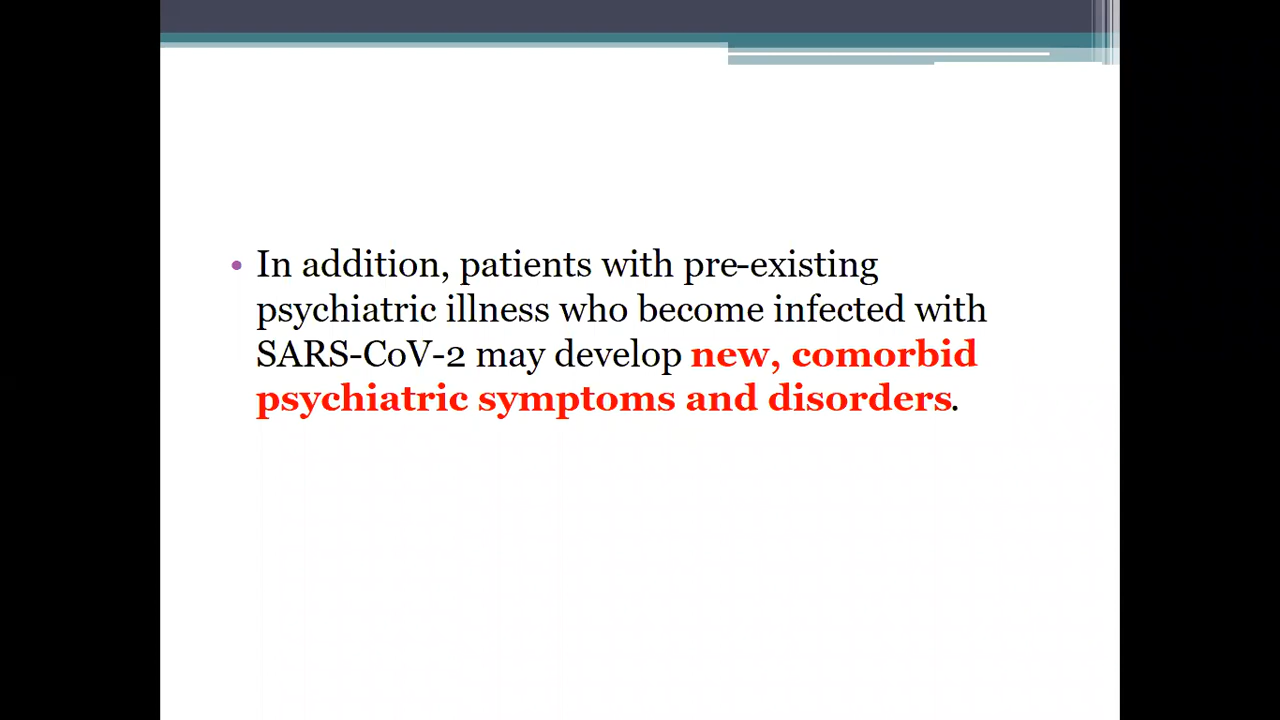 • In addition, patients with pre-existing
psychiatric illness who become infected with
SARS-CoV-2 may develop new, comorbid
psychiatric symptoms and disorders.